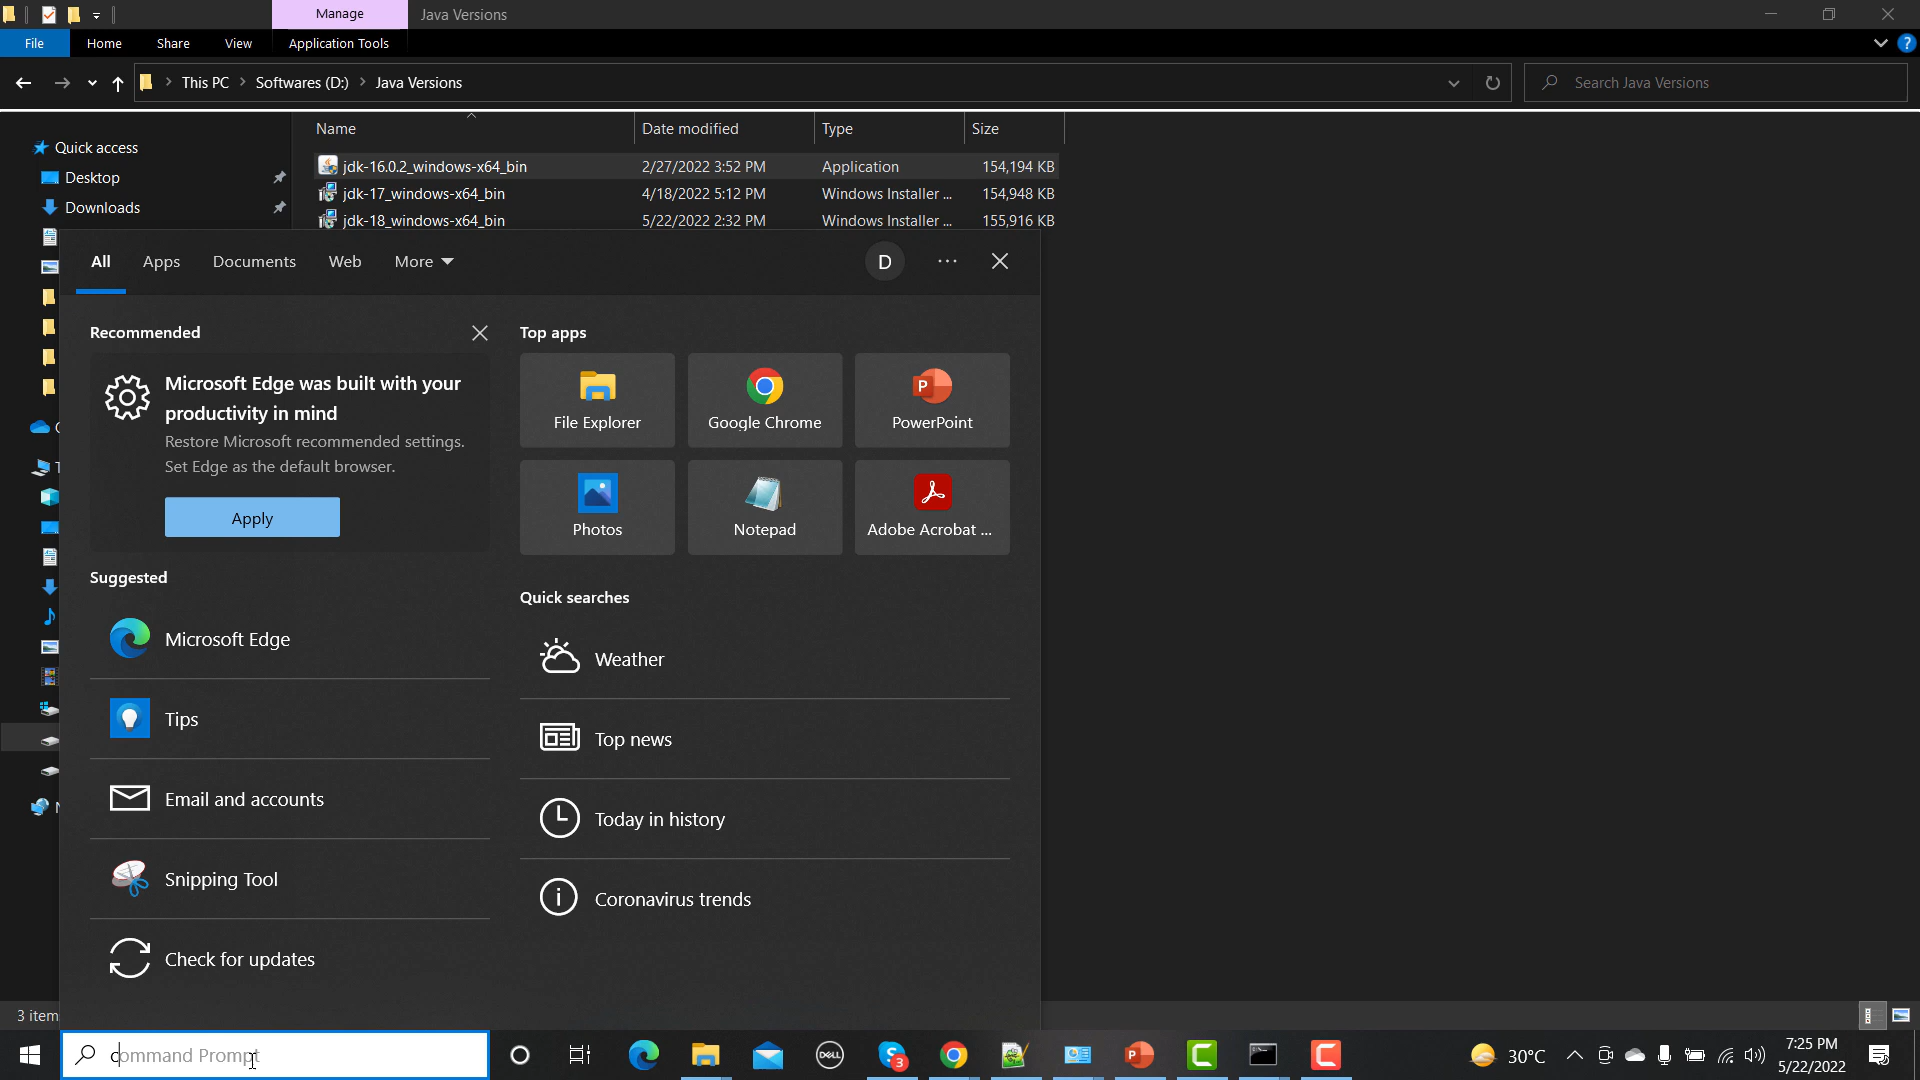 Manage
Java Versions
File
Home
Share
View
Application Tools
?
This PC
Softwares (D:)
Java Versions
Search Java Versions
Name
Date modified
Type
Size
Quick access
Desktop
Downloads
jdk-16.0.2_windows-x64_bin 2/27/2022 3:52 PM Application 154,194 KB
jdk-17_windows-x64_bin 4/18/2022 5:12 PM Windows Installer ... 154,948 KB
jdk-18_windows-x64_bin 5/22/2022 2:32 PM Windows Installer ... 155,916 KB
All
Apps
Documents
Web
More
D
Recommended
Microsoft Edge was built with your
productivity in mind
Restore Microsoft recommended settings.
Set Edge as the default browser.
Apply
Top apps
File Explorer
Google Chrome
PowerPoint
Photos
Notepad
Adobe Acrobat ...
Suggested
Microsoft Edge
Tips
Email and accounts
Snipping Tool
Check for updates
Quick searches
Weather
Top news
Today in history
Coronavirus trends
3 item
command Prompt
DELL
3
30°C
7:25 PM
5/22/2022